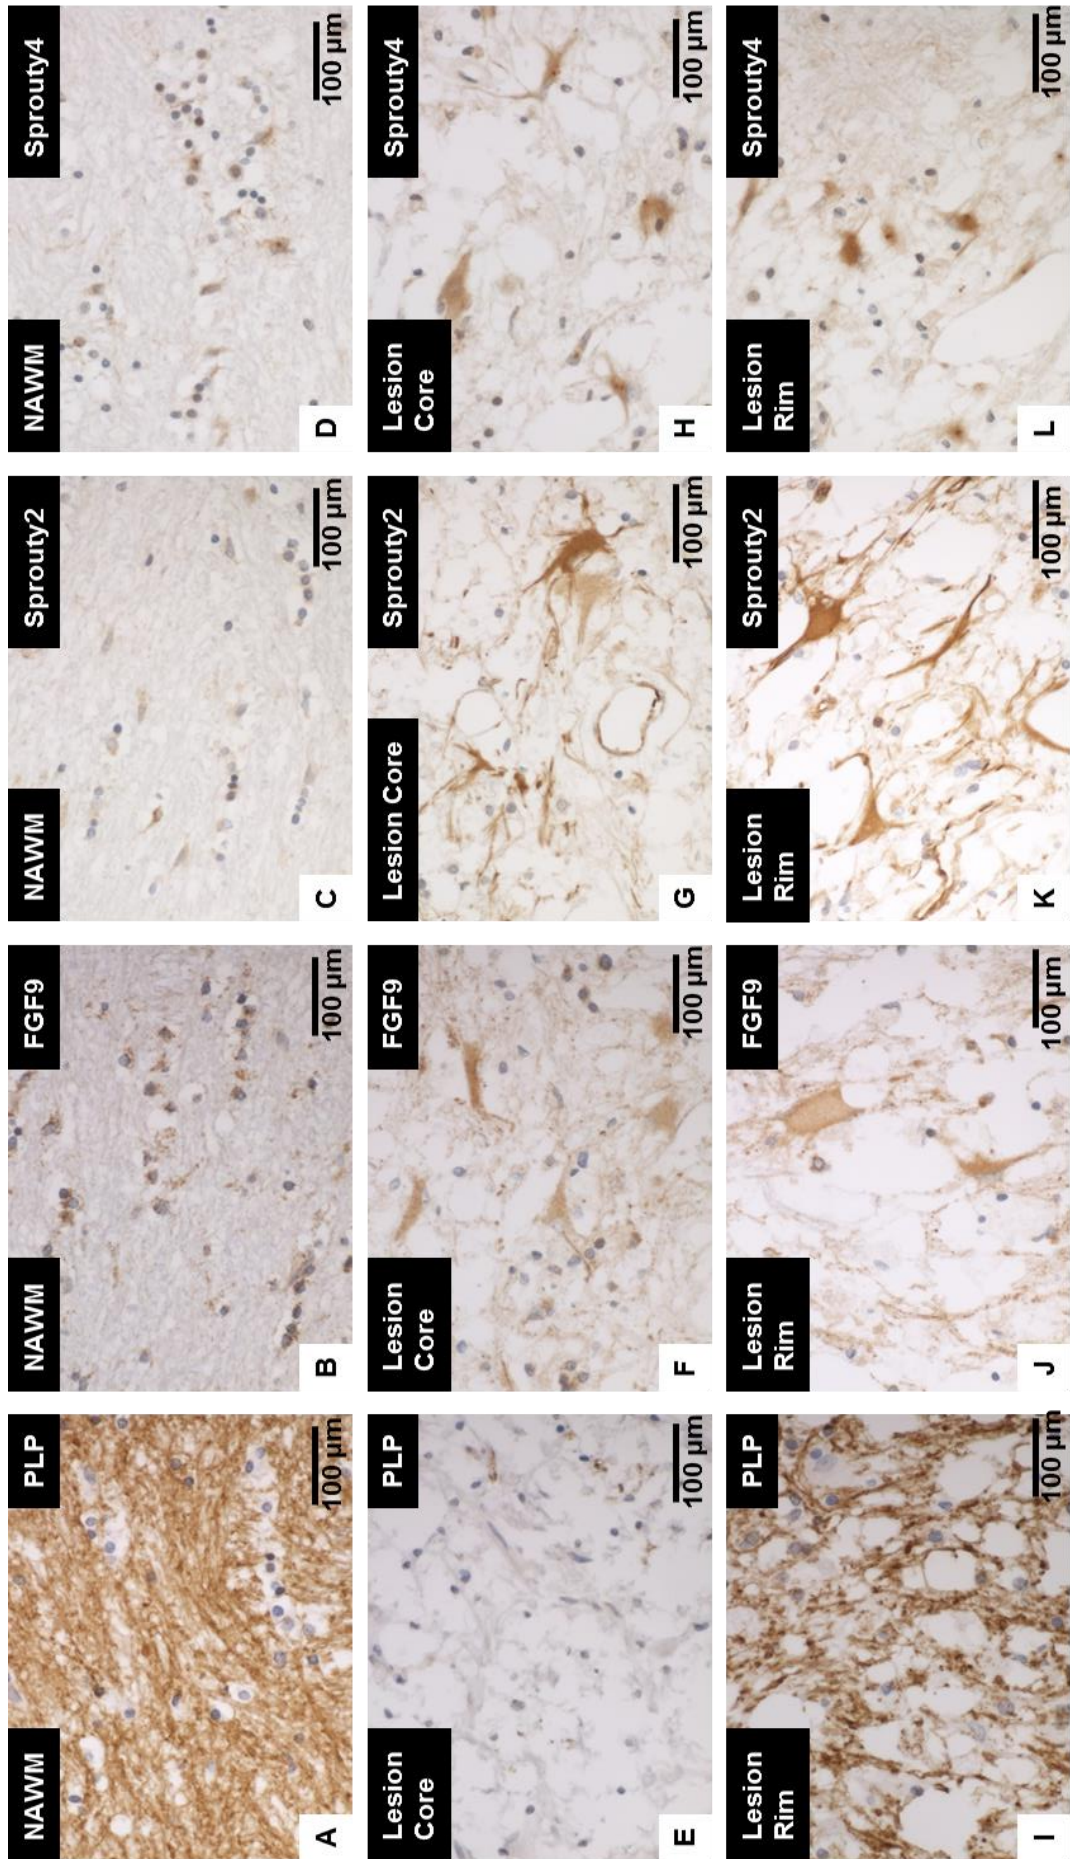 NAWM
PLP
A
100 µm
NAWM
FGF9
B
100 µm
NAWM
Sprouty2
C
100 µm
NAWM
Sprouty4
D
100 µm
Lesion
Core
PLP
E
100 µm
Lesion
Core
FGF9
F
100 µm
Lesion Core
Sprouty2
G
100 µm
Lesion
Core
Sprouty4
H
100 µm
Lesion
Rim
PLP
I
100 µm
Lesion
Rim
FGF9
J
100 µm
Lesion
Rim
Sprouty2
K
100 µm
Lesion
Rim
Sprouty4
L
100 µm